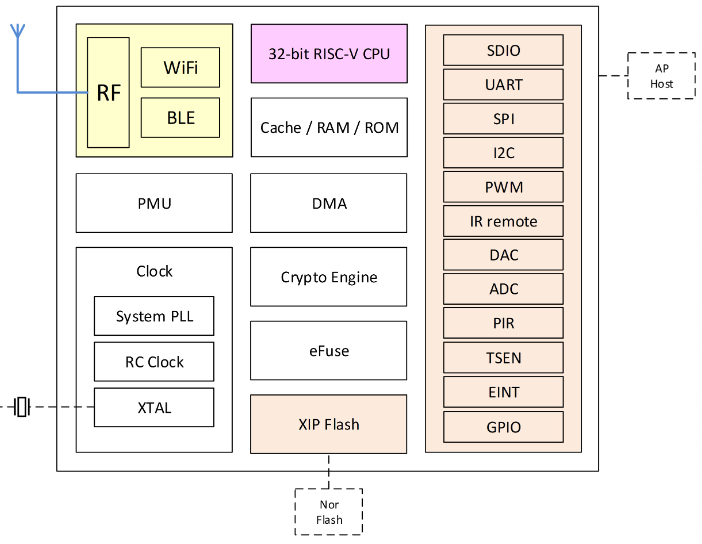 RF
WiFi
BLE
PMU
Clock
System PLL
RC Clock
XTAL
32-bit RISC-V CPU
Cache / RAM / ROM
DMA
Crypto Engine
eFuse
XIP Flash
Nor
Flash
SDIO
UART
SPI
I2C
PWM
IR remote
DAC
ADC
PIR
TSEN
EINT
GPIO
AP
Host